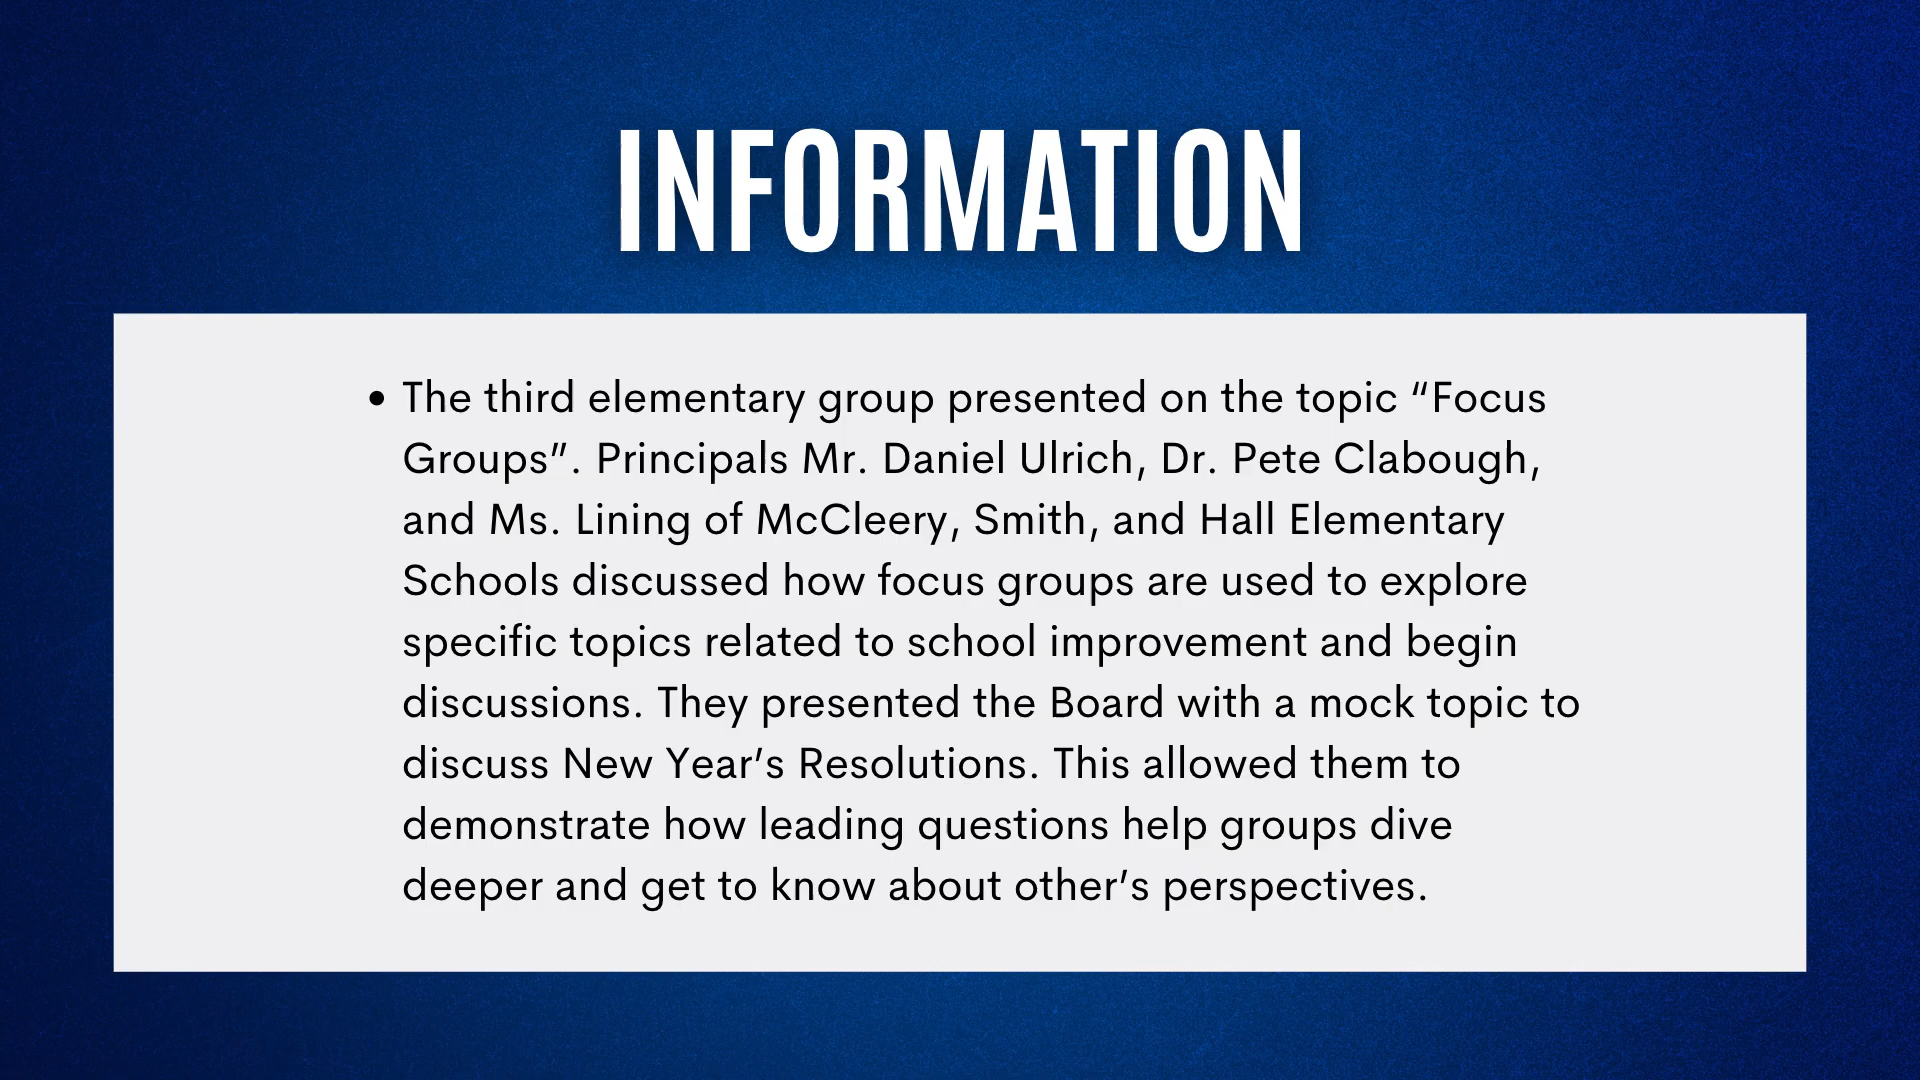 INFORMATION
• The third elementary group presented on the topic “Focus
Groups”. Principals Mr. Daniel Ulrich, Dr. Pete Clabough,
and Ms. Lining of McCleery, Smith, and Hall Elementary
Schools discussed how focus groups are used to explore
specific topics related to school improvement and begin
discussions. They presented the Board with a mock topic to
discuss New Year’s Resolutions. This allowed them to
demonstrate how leading questions help groups dive
deeper and get to know about other’s perspectives.